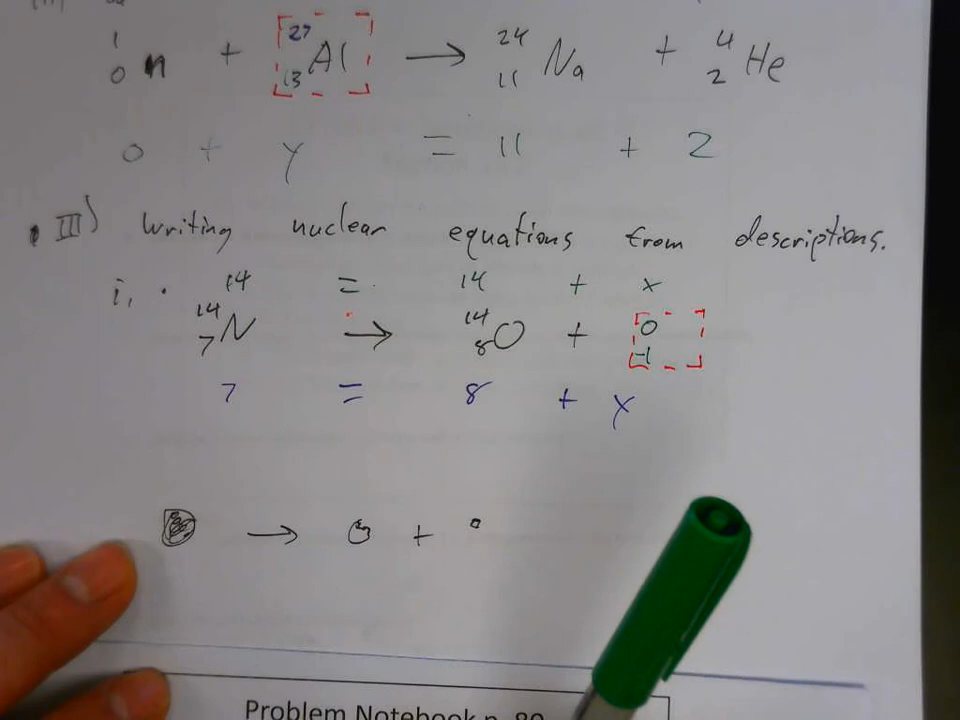 1 0 n + 27 13 Al → 24 11 Na + 4 2 He
0 + y = 11 + 2
• III) Writing nuclear equations from descriptions.
i, • 14 = 14 + x
14 7 N → 14 8 O + 0 -1
7 = 8 + y
→ +
Problem Notebook p. 80